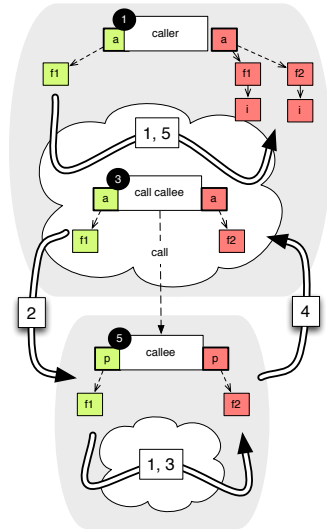 1
a caller a
f1 f1 f2
i i
1, 5
3
a call callee a
f1 f2
call
2 4
5
p callee p
f1 f2
1, 3